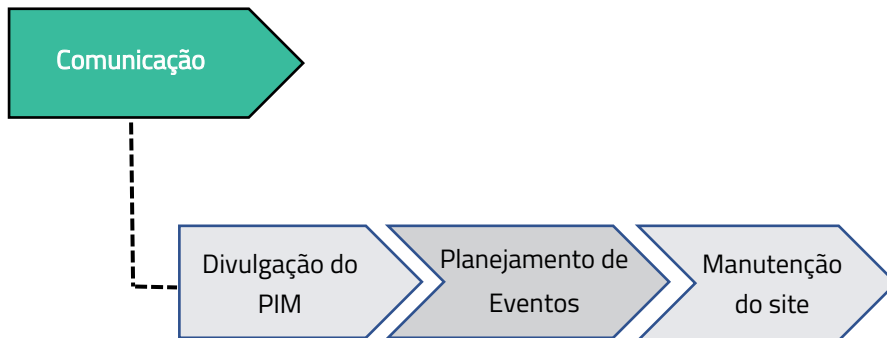 Comunicação
Divulgação do
PIM
Planejamento de
Eventos
Manutenção
do site